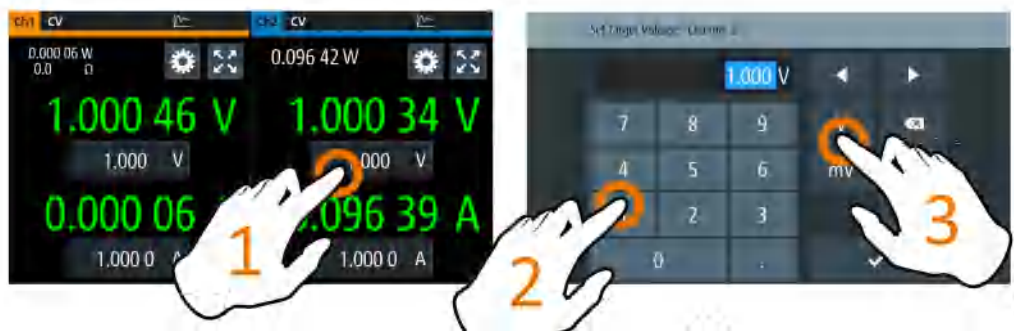 Ch1 CV
Ch2 CV
0.000 06 W
0.0 Ω
0.096 42 W
1.000 46 V
1.000 34 V
1.000 V
000 V
0.000 06
0.096 39 A
1.000 0 A
1.000 0 A
1
Set Target Voltage Channel 2
1.000 V
7 8 9
4 5 6 mV
2 3
0 .
2
3